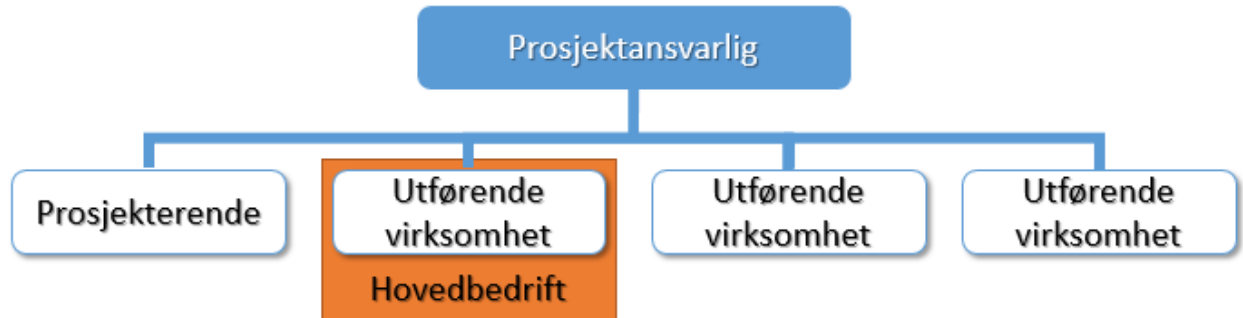 Prosjektansvarlig
Prosjekterende
Utførende
virksomhet
Hovedbedrift
Utførende
virksomhet
Utførende
virksomhet